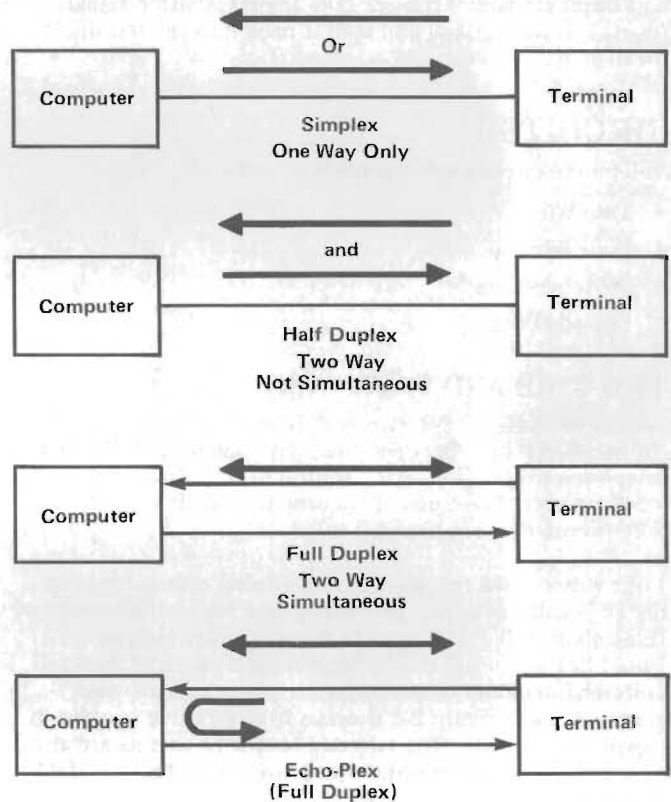 Or
Computer
Terminal
Simplex
One Way Only
and
Computer
Terminal
Half Duplex
Two Way
Not Simultaneous
Computer
Terminal
Full Duplex
Two Way
Simultaneous
Computer
Terminal
Echo-Plex
(Full Duplex)